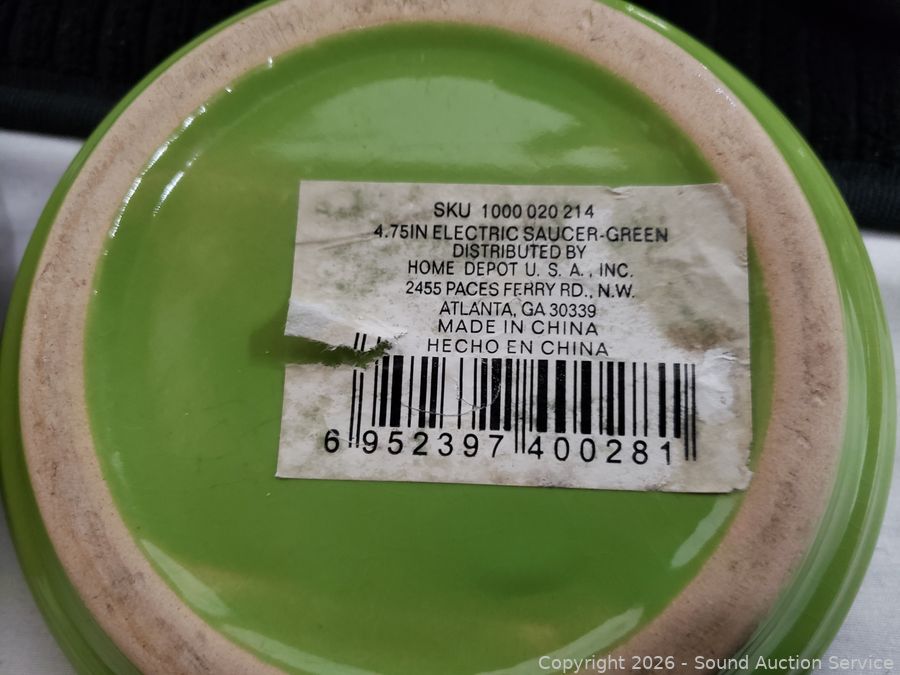 SKU 1000 020 214
4.75IN ELECTRIC SAUCER-GREEN
DISTRIBUTED BY
HOME DEPOT U. S. A., INC.
2455 PACES FERRY RD., N.W.
ATLANTA, GA 30339
MADE IN CHINA
HECHO EN CHINA
6 952397 400281
Copyright © 2026 - Sound Auction Service